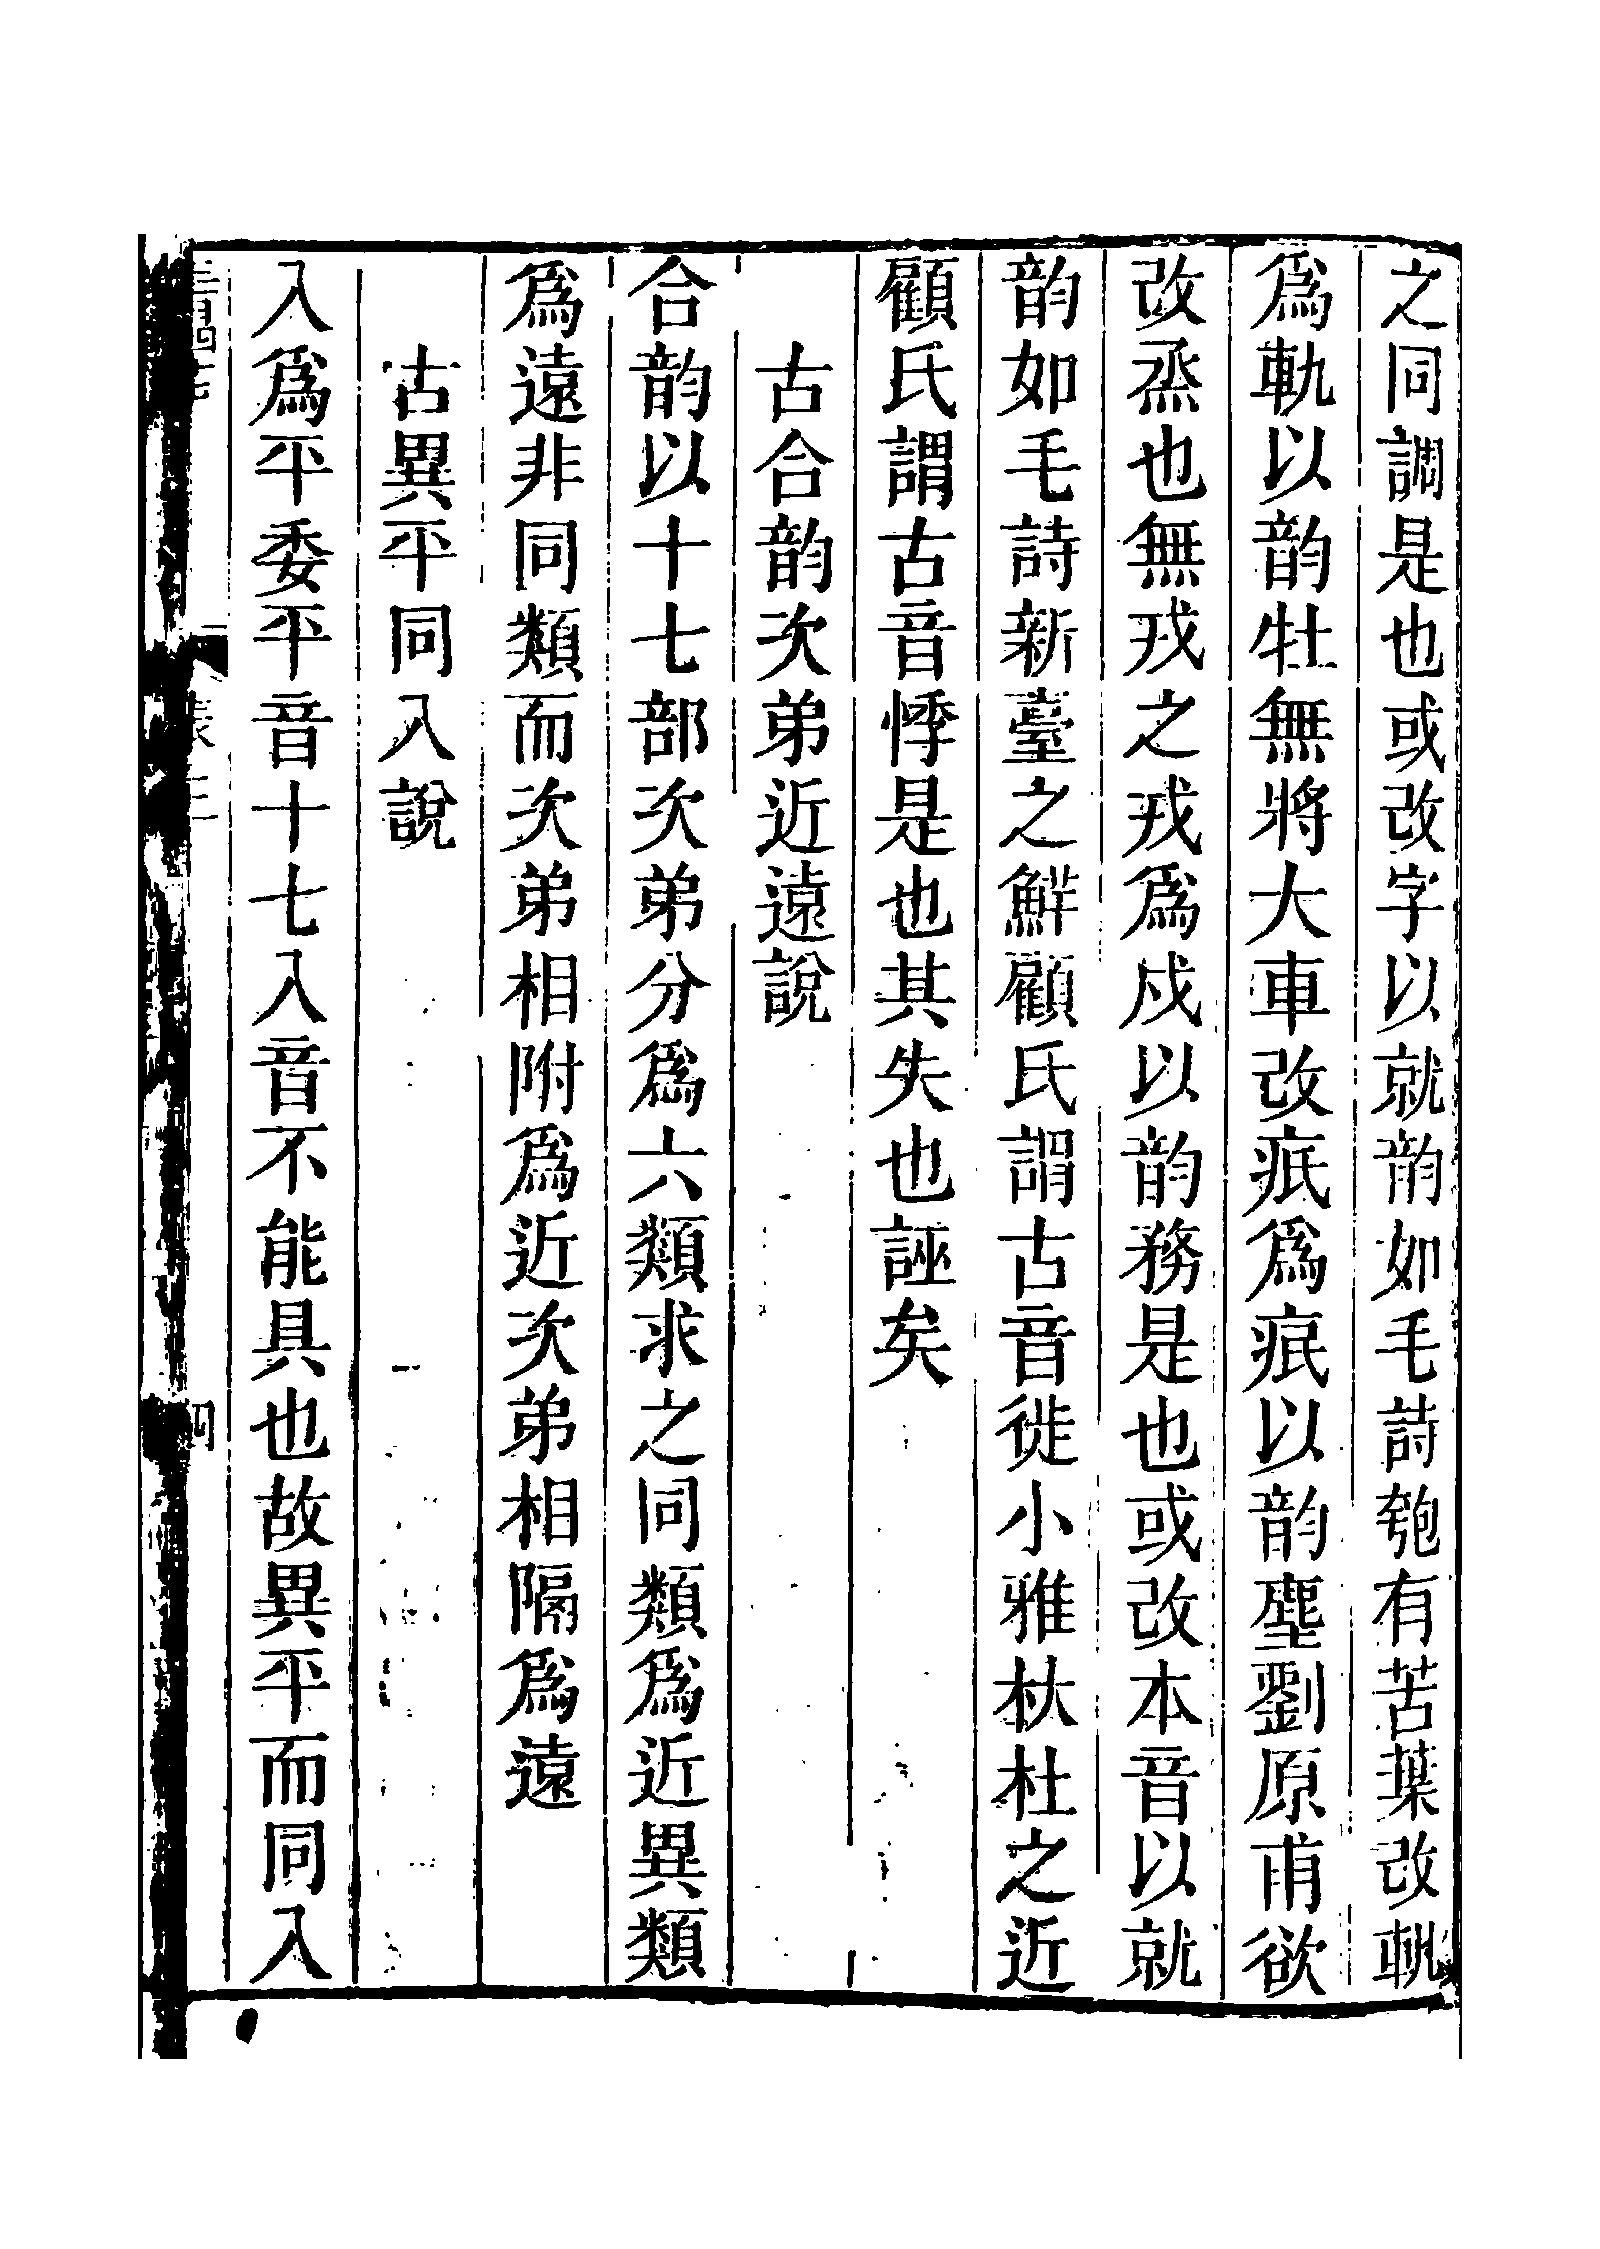 之同調是也或改字以就韵如毛詩匏有苦葉改軓
爲軌以韵牡無將大車改疧爲痕以韵塵劉原甫欲
改烝也無戎之戎爲戍以韵務是也或改本音以就
韵如毛詩新臺之鮮顧氏謂古音徙小雅杕杜之近
顧氏謂古音悸是也其失也誣矣
古合韵次弟近遠說
合韵以十七部次弟分爲六類求之同類爲近異類
爲遠非同類而次弟相附爲近次弟相隔爲遠
古異平同入說
入爲平委平音十七入音不能具也故異平而同入